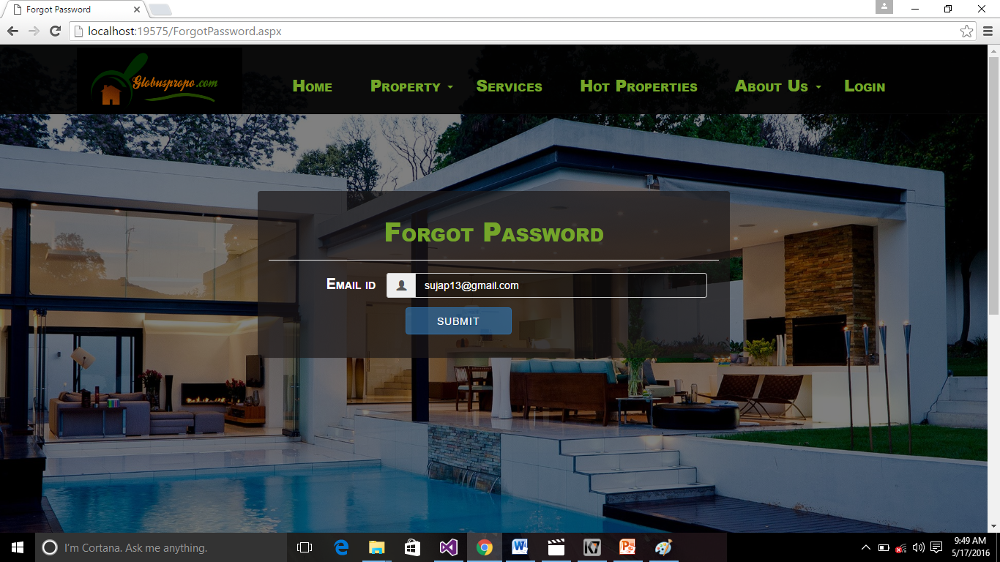 Forgot Password
localhost:19575/ForgotPassword.aspx
Globuspropo.com
Home Property Services Hot Properties About Us Login
Forgot Password
Email id sujap13@gmail.com
SUBMIT
I'm Cortana. Ask me anything.
9:49 AM
5/17/2016